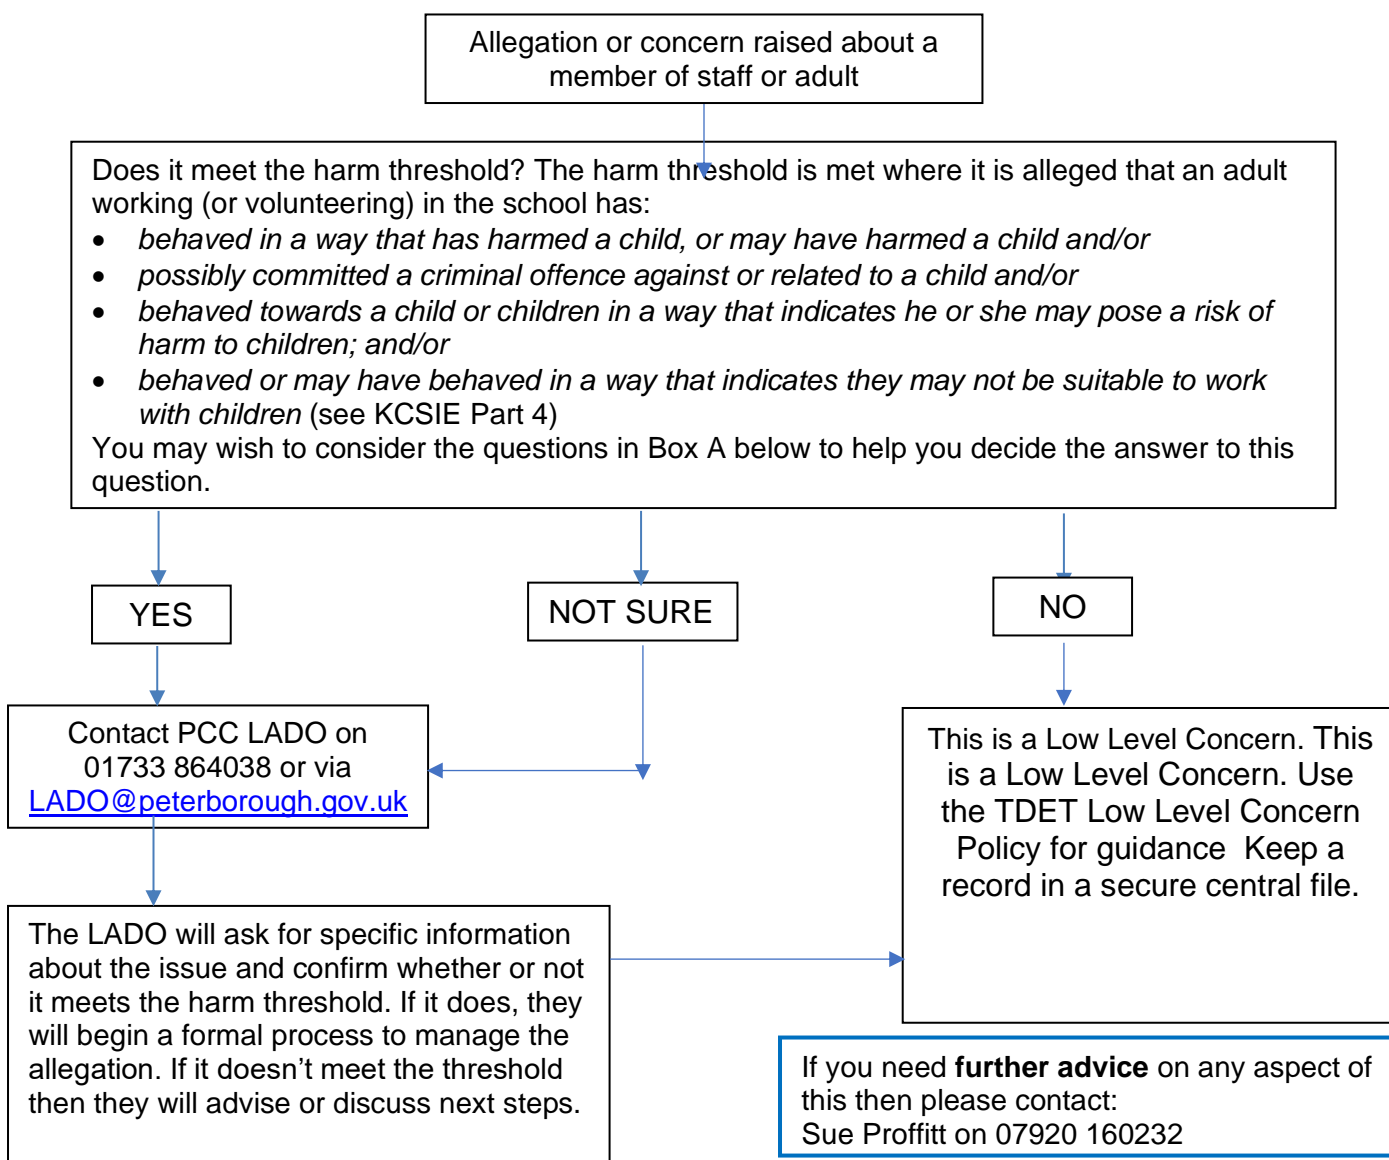 Allegation or concern raised about a
member of staff or adult
Does it meet the harm threshold? The harm threshold is met where it is alleged that an adult
working (or volunteering) in the school has:
• behaved in a way that has harmed a child, or may have harmed a child and/or
• possibly committed a criminal offence against or related to a child and/or
• behaved towards a child or children in a way that indicates he or she may pose a risk of
harm to children; and/or
• behaved or may have behaved in a way that indicates they may not be suitable to work
with children (see KCSIE Part 4)
You may wish to consider the questions in Box A below to help you decide the answer to this
question.
YES
NOT SURE
NO
Contact PCC LADO on
01733 864038 or via
LADO@peterborough.gov.uk
This is a Low Level Concern. This
is a Low Level Concern. Use
the TDET Low Level Concern
Policy for guidance  Keep a
record in a secure central file.
The LADO will ask for specific information
about the issue and confirm whether or not
it meets the harm threshold. If it does, they
will begin a formal process to manage the
allegation. If it doesn’t meet the threshold
then they will advise or discuss next steps.
If you need further advice on any aspect of
this then please contact:
Sue Proffitt on 07920 160232